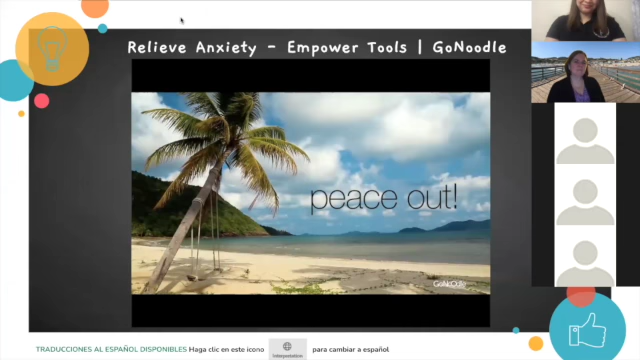 Relieve Anxiety - Empower Tools | GoNoodle
peace out!
GoNoodle
TRADUCCIONES AL ESPAÑOL DISPONIBLES Haga clic en este icono
Interpretation
para cambiar a español